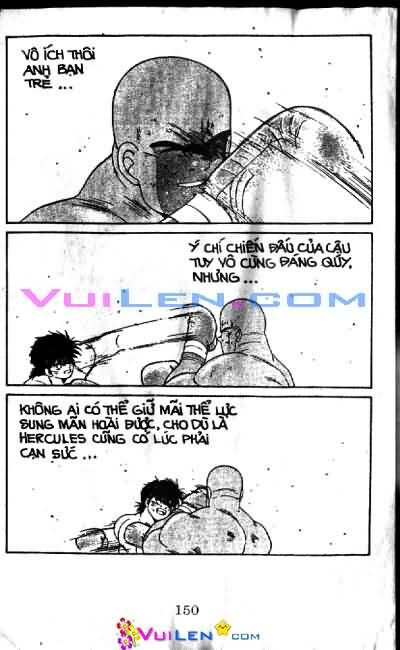 VÔ ÍCH THÔI
ANH BẠN
TRẺ ...
Ý CHÍ CHIẾN ĐẤU CỦA CẬU
TUY VÔ CÙNG ĐÁNG QÚY,
NHƯNG ...
VUILEN.COM
KHÔNG AI CÓ THỂ GIỮ MÃI THỂ LỰC
SUNG MÃN HOÀI ĐƯỢC, CHO DÙ LÀ
HERCULES CŨNG CÓ LÚC PHẢI
CẠN SỨC ...
150
VUILEN.COM